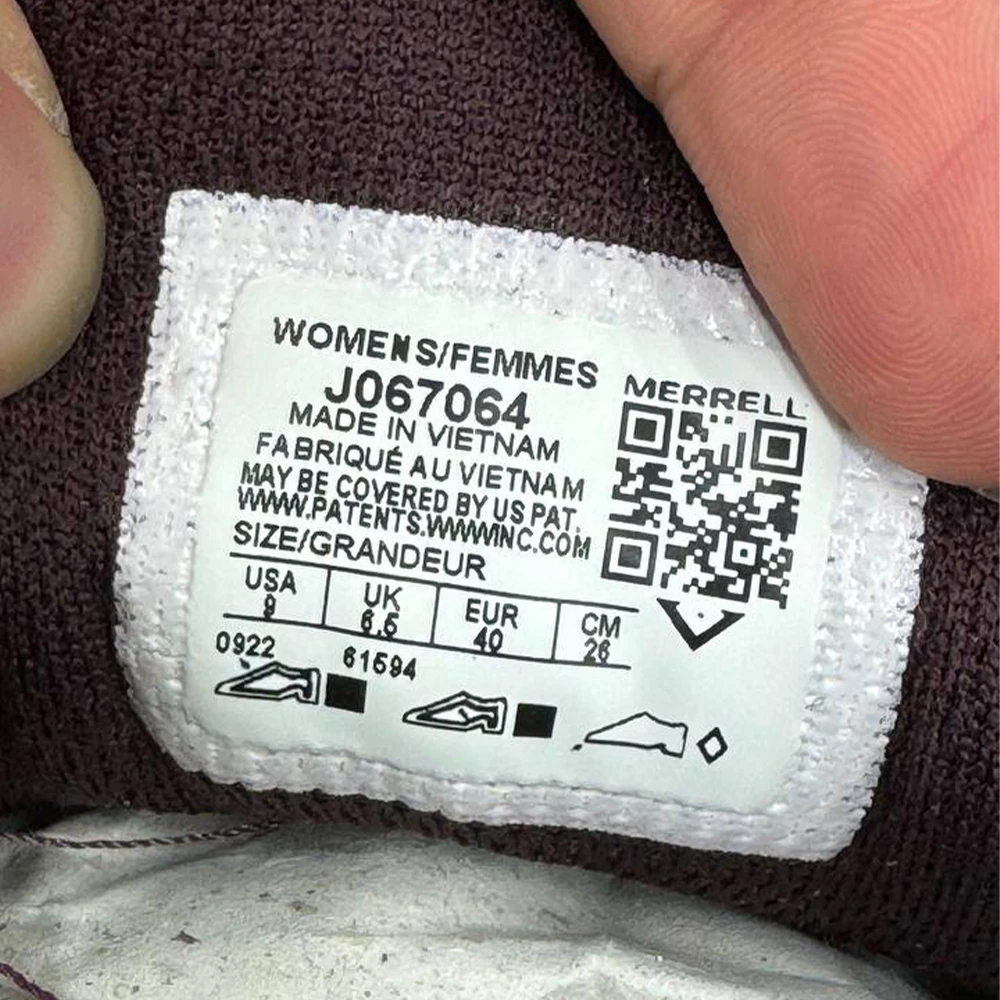 WOMENS/FEMMES
J067064
MADE IN VIETNAM
FABRIQUÉ AU VIETNAM
MAY BE COVERED BY US PAT.
WWW.PATENTS.WWWINC.COM
SIZE/GRANDEUR
USA UK EUR CM
9 6.5 40 26
0922 61594
MERRELL